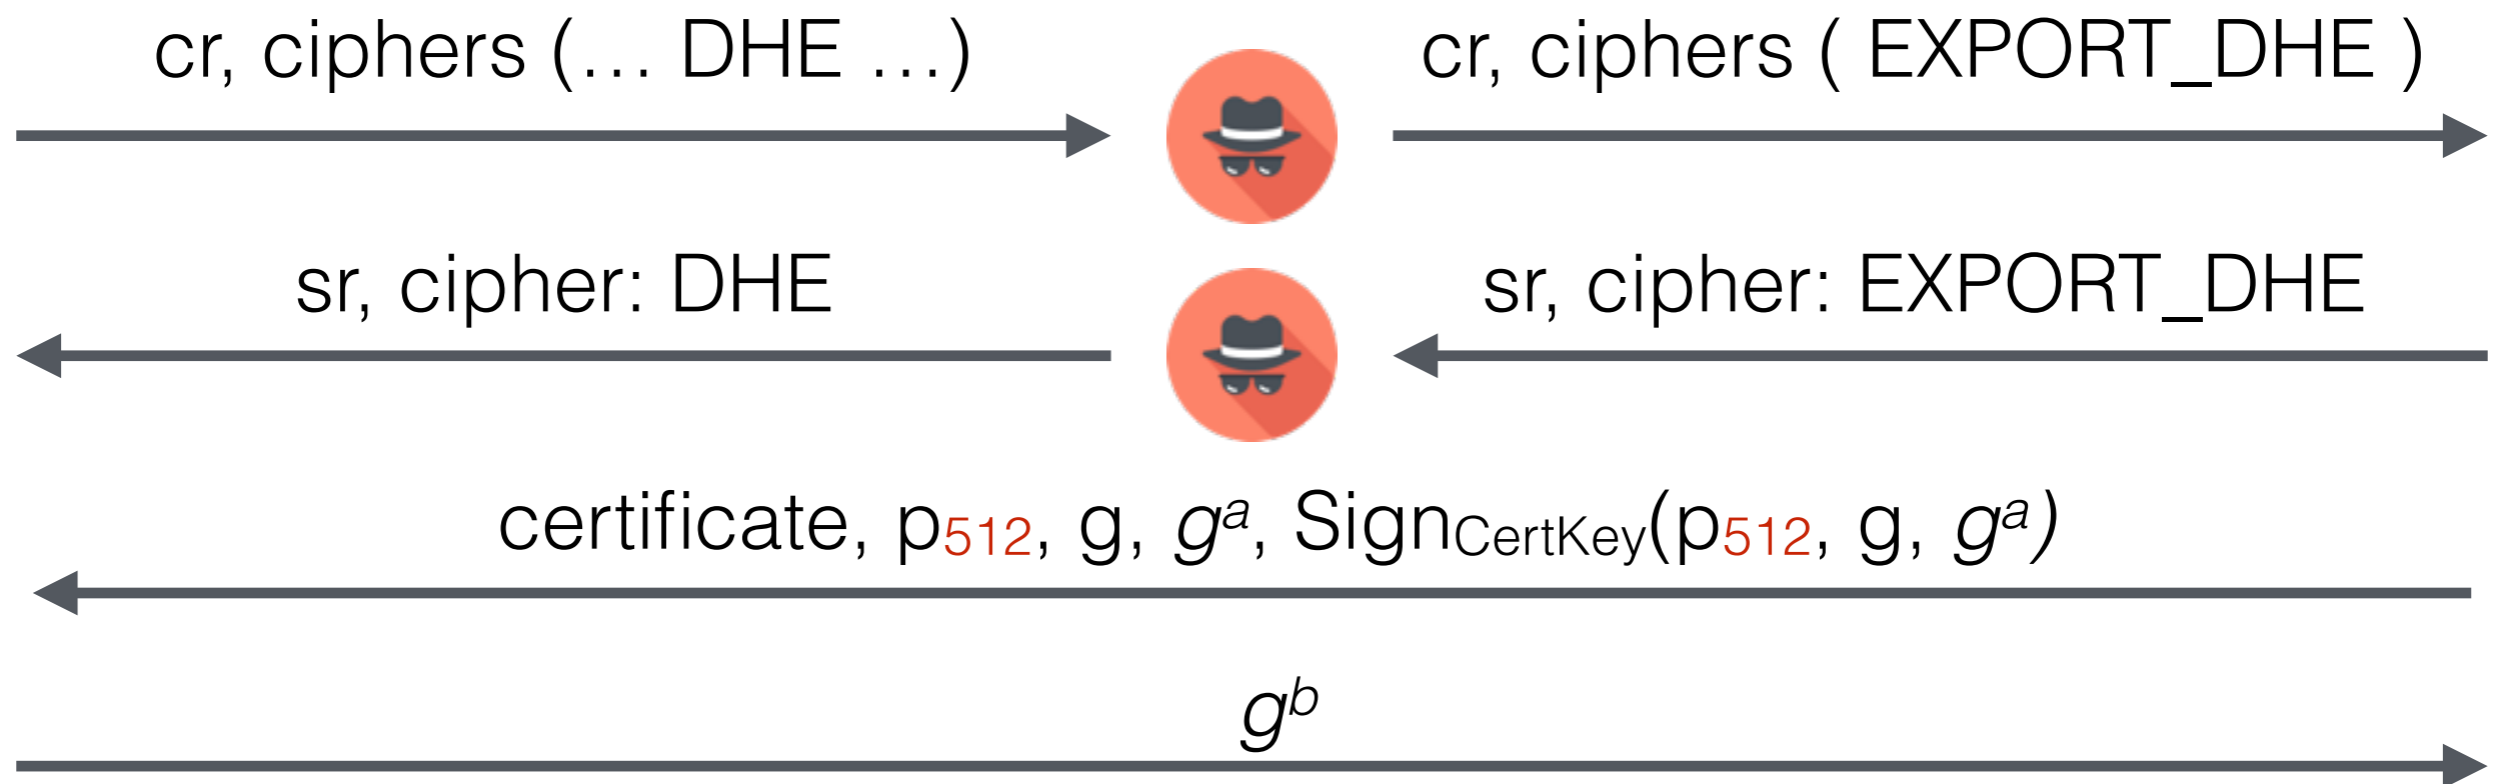 cr, ciphers (… DHE …)
cr, ciphers ( EXPORT_DHE )
sr, cipher: DHE
sr, cipher: EXPORT_DHE
certificate, p512, g, gᵃ, SignCertKey(p512, g, gᵃ)
gᵇ